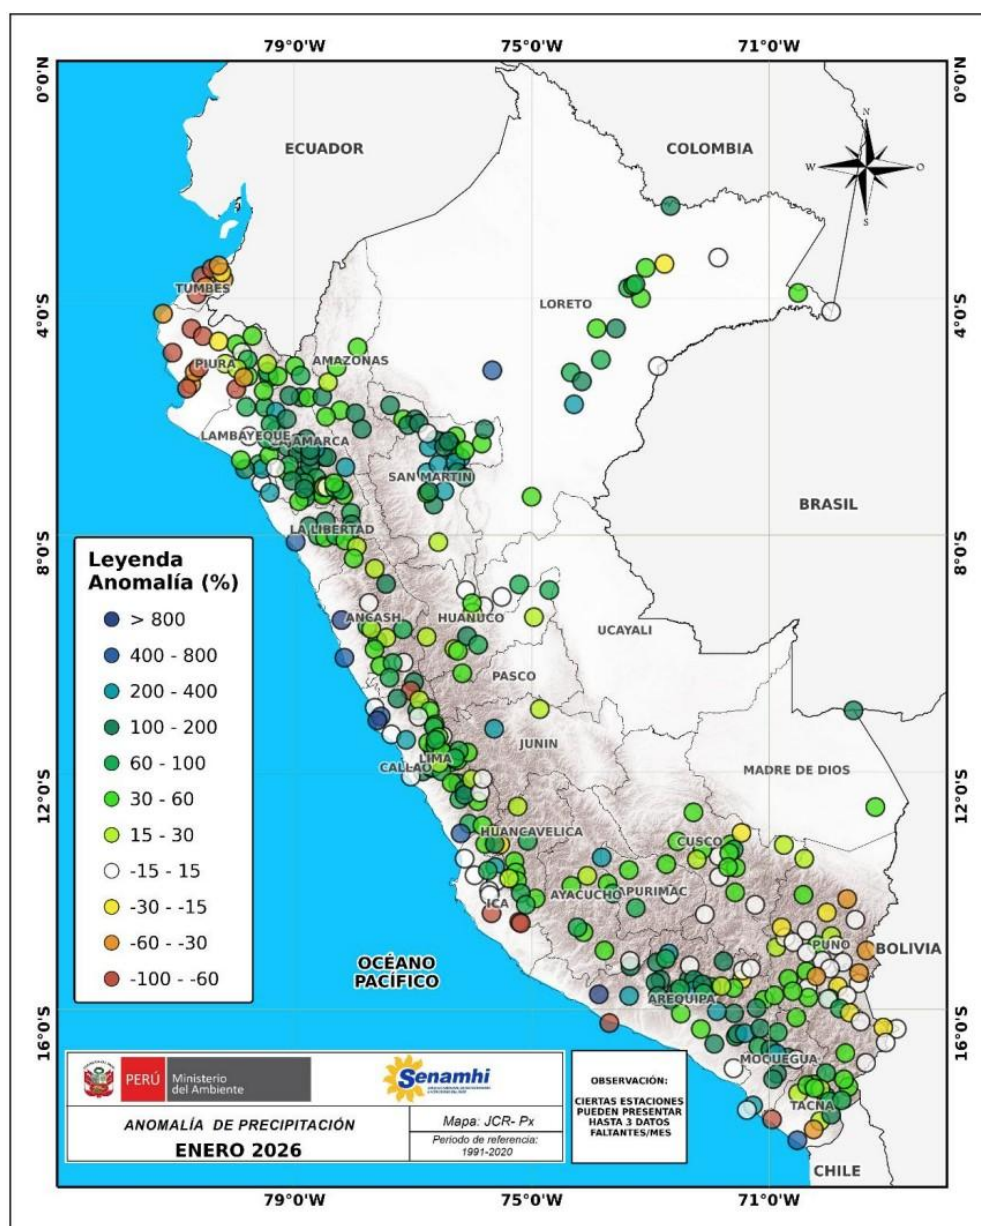 79°0'W 75°0'W 71°0'W
0°0'N 0°0'N
ECUADOR
COLOMBIA
N
W O
S
TUMBES
LORETO
4°0'S 4°0'S
PIURA
AMAZONAS
LAMBAYEQUE
CAJAMARCA
SAN MARTIN
BRASIL
LA LIBERTAD
8°0'S 8°0'S
ANCASH
HUANUCO
UCAYALI
PASCO
JUNIN
LIMA
CALLAO
MADRE DE DIOS
12°0'S 12°0'S
HUANCAVELICA
CUSCO
ICA
AYACUCHO
APURIMAC
PUNO
BOLIVIA
AREQUIPA
16°0'S 16°0'S
MOQUEGUA
TACNA
CHILE
OCÉANO
PACÍFICO
Leyenda
Anomalía (%)
> 800
400 - 800
200 - 400
100 - 200
60 - 100
30 - 60
15 - 30
-15 - 15
-30 - -15
-60 - -30
-100 - -60
PERÚ Ministerio
del Ambiente
Senamhi
ANOMALÍA DE PRECIPITACIÓN
ENERO 2026
Mapa: JCR- Px
Periodo de referencia:
1991-2020
OBSERVACIÓN:
CIERTAS ESTACIONES
PUEDEN PRESENTAR
HASTA 3 DATOS
FALTANTES/MES
79°0'W 75°0'W 71°0'W